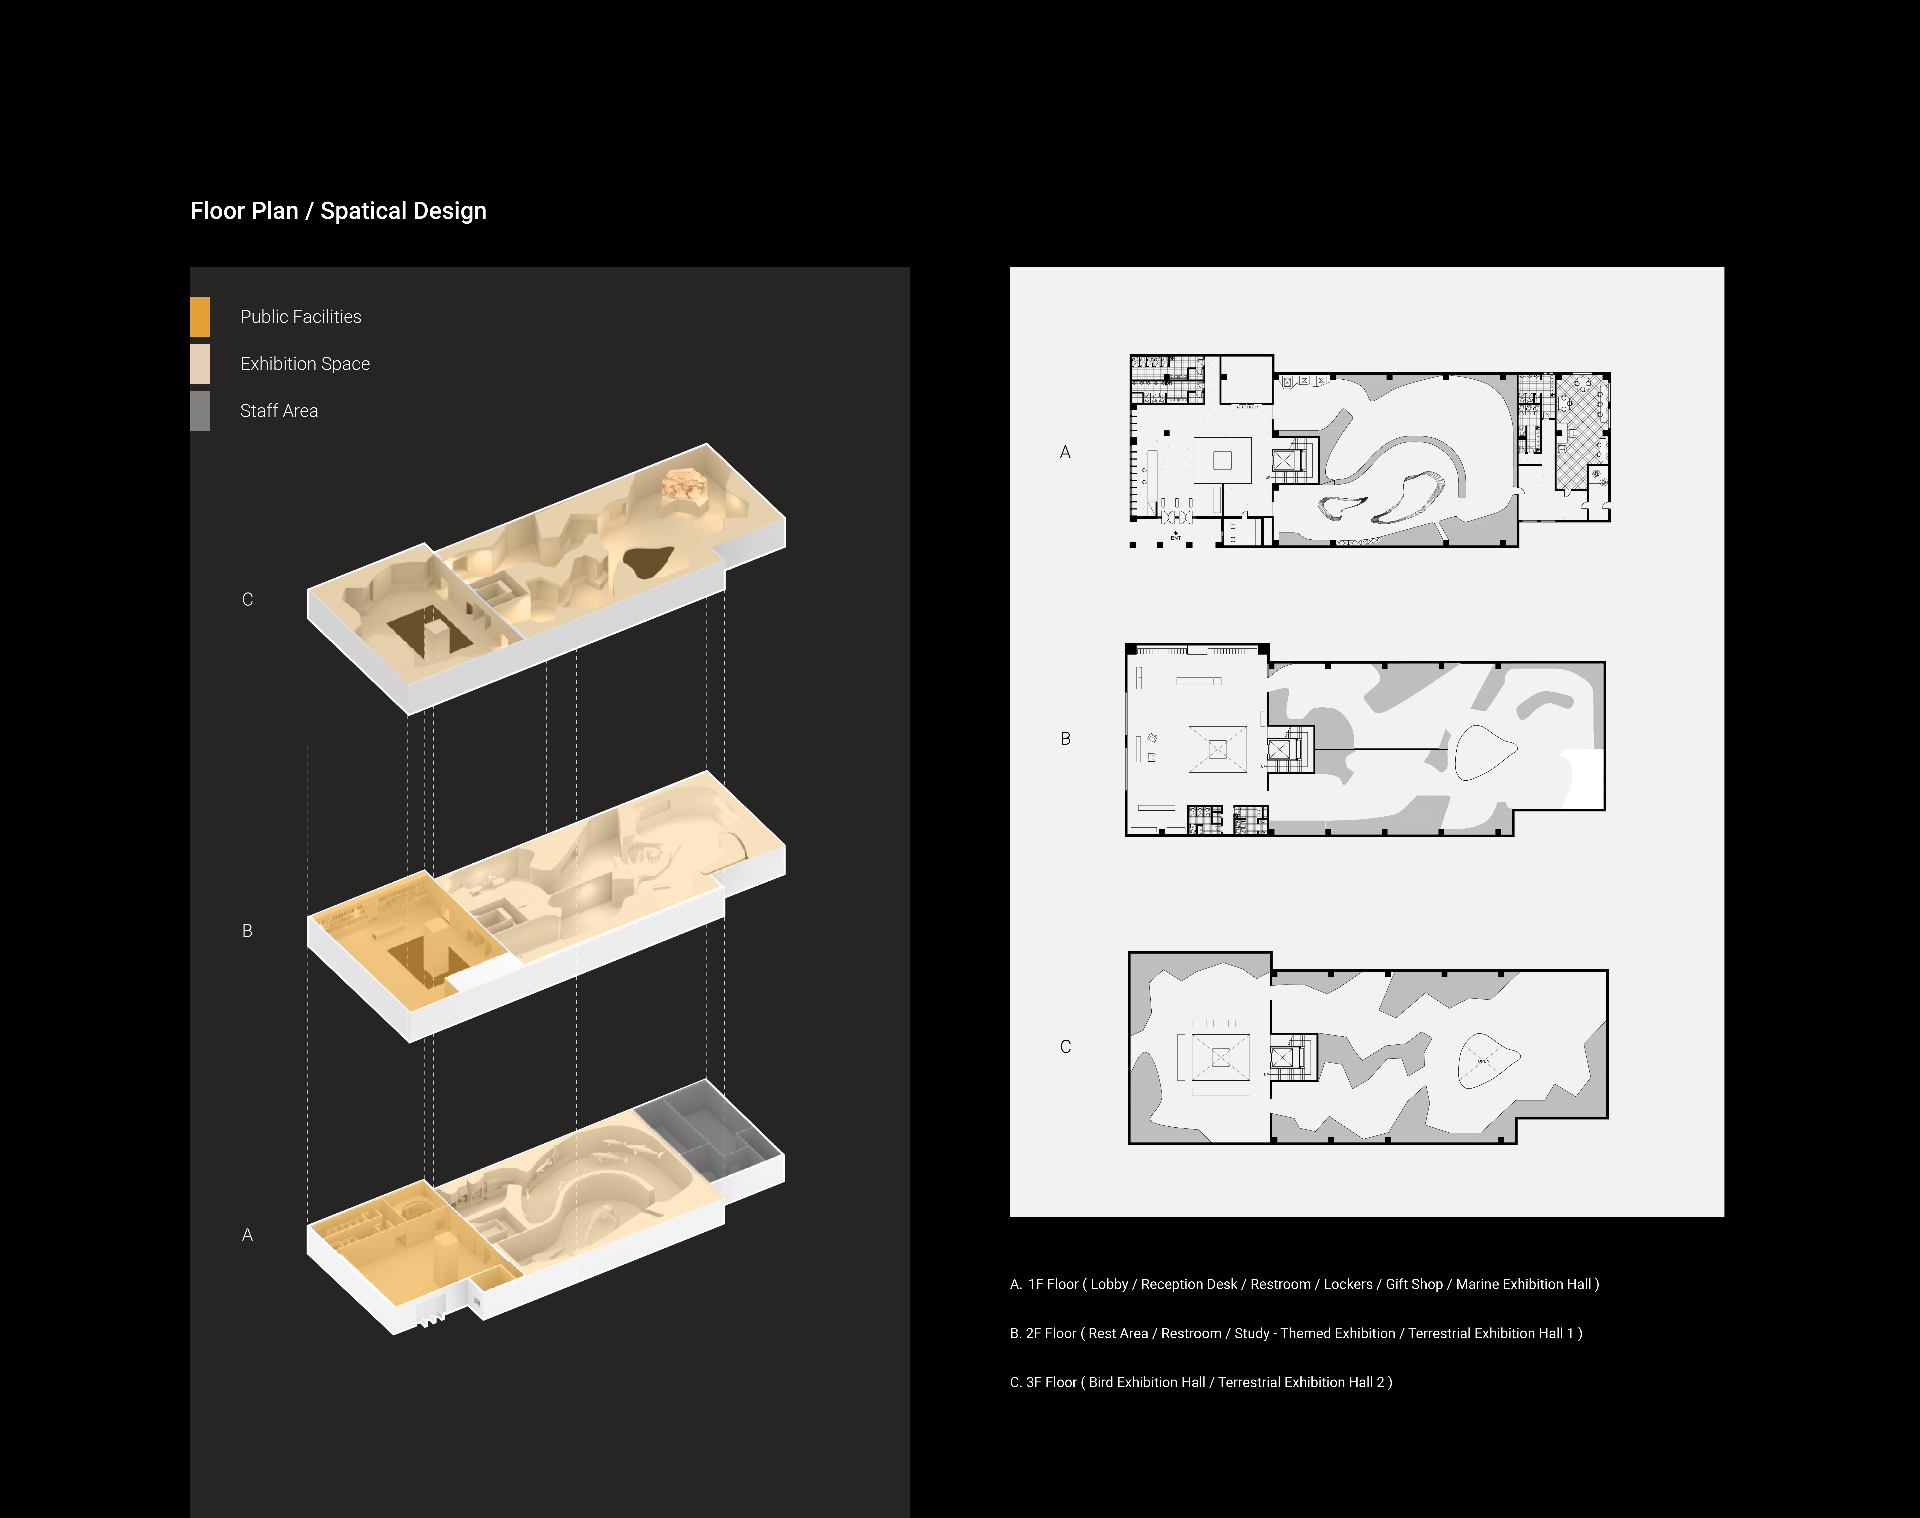 Floor Plan / Spatical Design
Public Facilities
Exhibition Space
Staff Area
C
B
A
A
ENT
B
C
A. 1F Floor ( Lobby / Reception Desk / Restroom / Lockers / Gift Shop / Marine Exhibition Hall )
B. 2F Floor ( Rest Area / Restroom / Study - Themed Exhibition / Terrestrial Exhibition Hall 1 )
C. 3F Floor ( Bird Exhibition Hall / Terrestrial Exhibition Hall 2 )